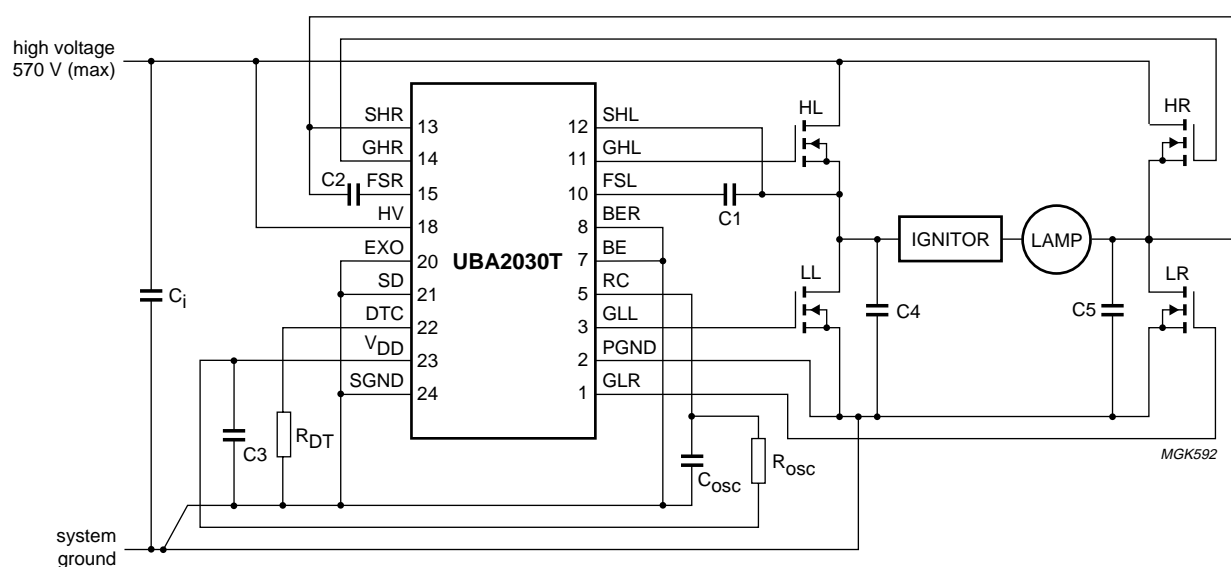 high voltage
570 V (max)
Ci
SHR
13
GHR
14
C2
FSR
15
HV
18
EXO
20
SD
21
DTC
22
VDD
23
SGND
24
C3
RDT
UBA2030T
SHL
12
GHL
11
FSL
10
C1
BER
8
BE
7
RC
5
GLL
3
PGND
2
GLR
1
Cosc
Rosc
HL
HR
IGNITOR
LAMP
LL
LR
C4
C5
MGK592
system
ground